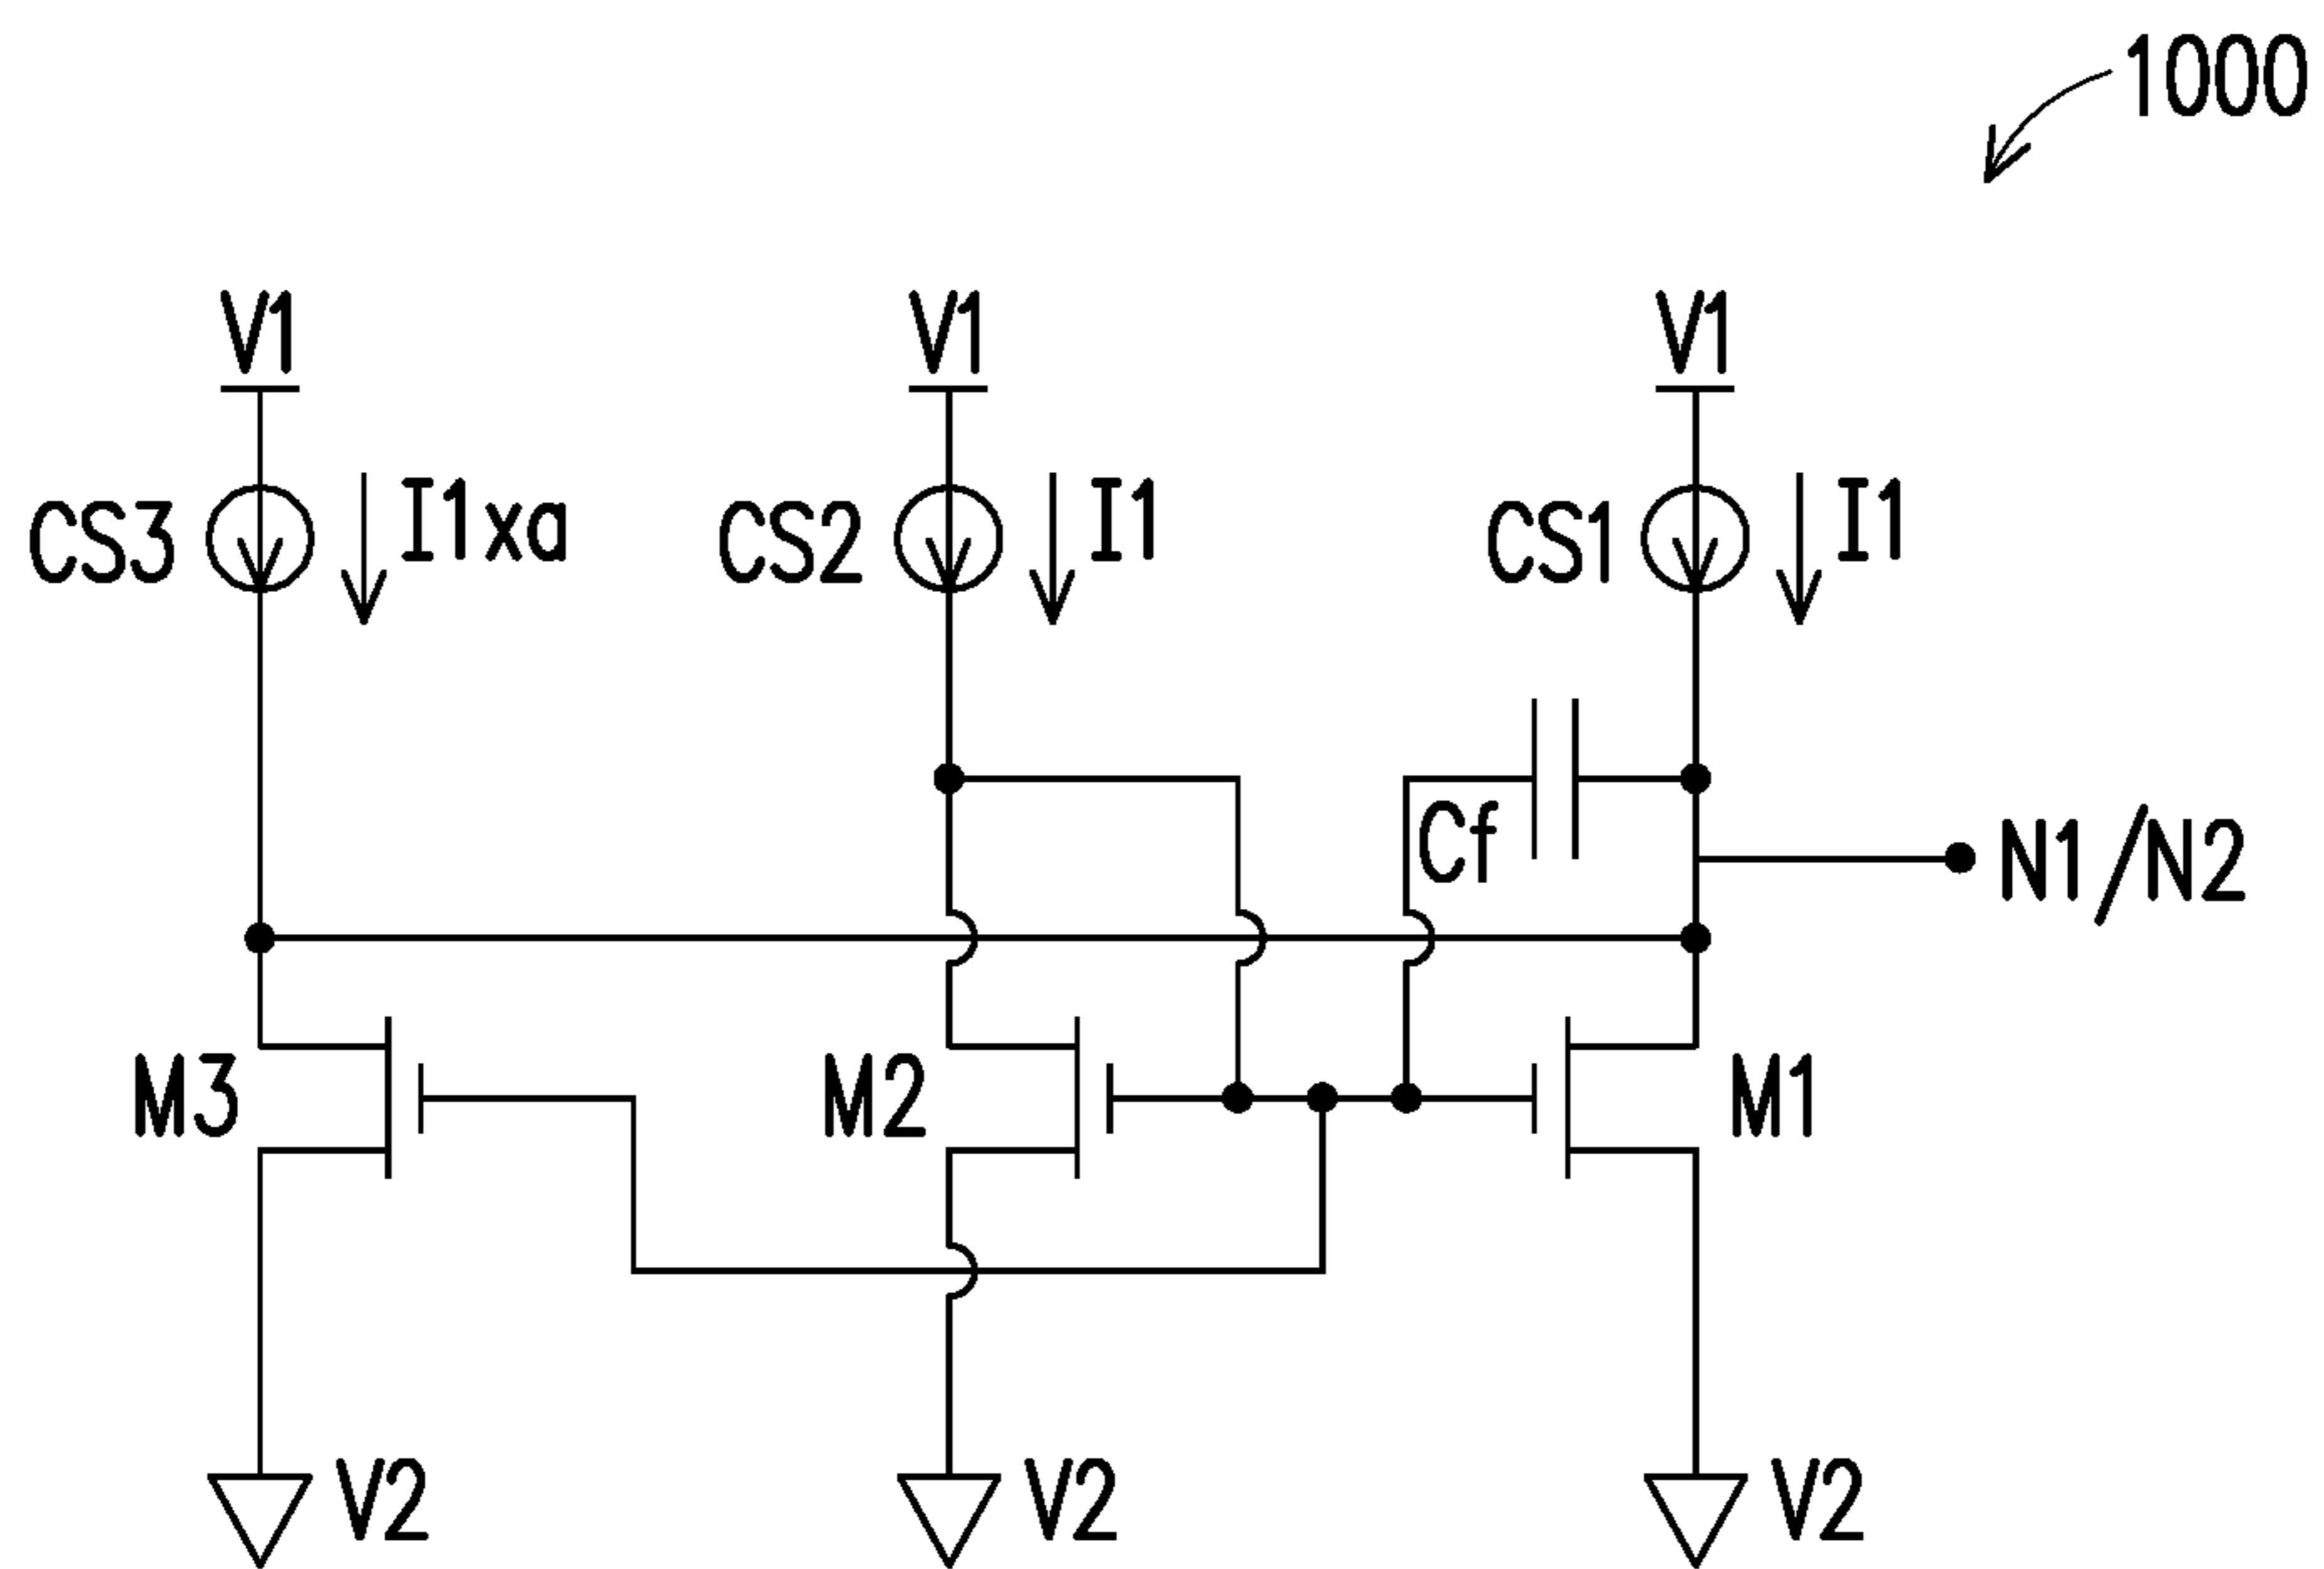 1000
V1 V1 V1
CS3 I1xa CS2 I1 CS1 I1
Cf N1/N2
M3 M2 M1
V2 V2 V2